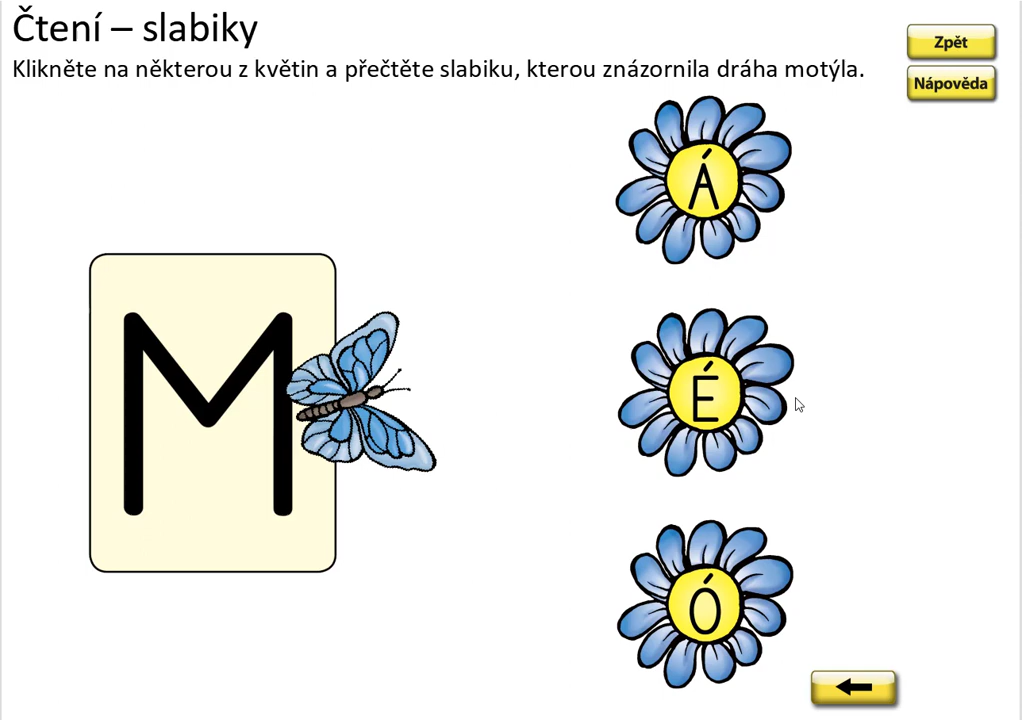 Čtení – slabiky
Klikněte na některou z květin a přečtěte slabiku, kterou znázornila dráha motýla.
Zpět
Nápověda
Á
M
É
Ó